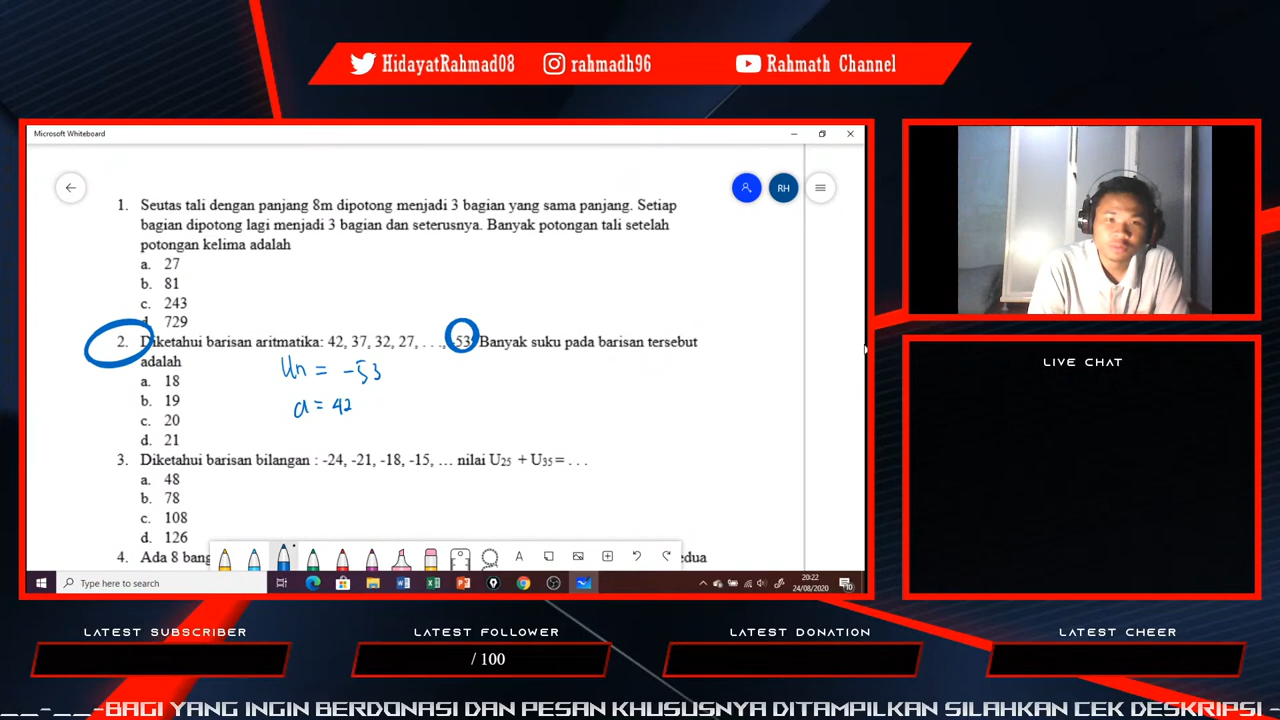 HidayatRahmad08
rahmadh96
Rahmath Channel
Microsoft Whiteboard
RH
1. Seutas tali dengan panjang 8m dipotong menjadi 3 bagian yang sama panjang. Setiap
bagian dipotong lagi menjadi 3 bagian dan seterusnya. Banyak potongan tali setelah
potongan kelima adalah
a. 27
b. 81
c. 243
d. 729
2. Diketahui barisan aritmatika: 42, 37, 32, 27, . . ., -53. Banyak suku pada barisan tersebut
adalah
Un = -53
a. 18
a = 42
b. 19
c. 20
d. 21
3. Diketahui barisan bilangan : -24, -21, -18, -15, … nilai U25 + U35 = . . .
a. 48
b. 78
c. 108
d. 126
4. Ada 8 bang
edua
Type here to search
20:22
24/08/2020
LIVE CHAT
LATEST SUBSCRIBER
LATEST FOLLOWER
LATEST DONATION
LATEST CHEER
/ 100
BAGI YANG INGIN BERDONASI DAN PESAN KHUSUSNYA DITAMPILKAN SILAHKAN CEK DESKRIPSI -